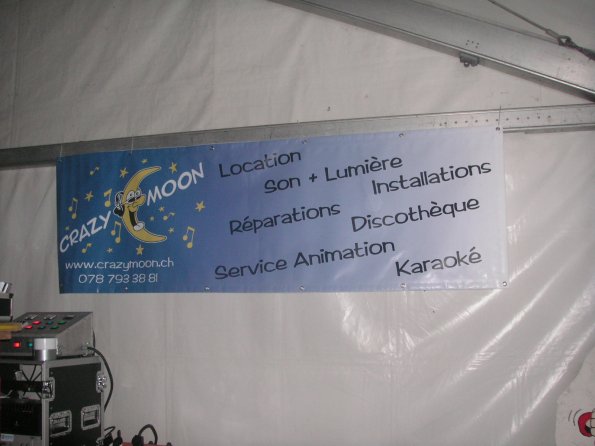 CRAZY MOON
www.crazymoon.ch
078 793 38 81
Location
Son + Lumière
Installations
Réparations
Discothèque
Service Animation
Karaoké